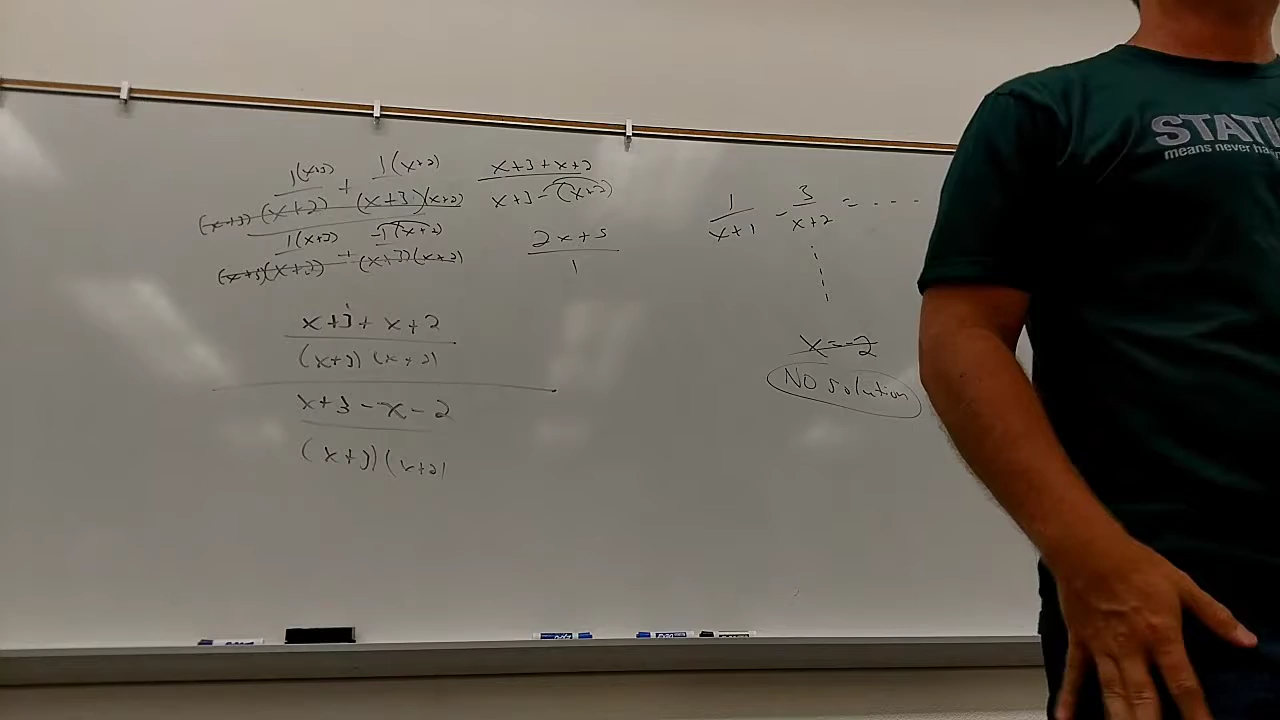 1(x+3) / (x+3)(x+2) + 1(x+2) / (x+3)(x+2)
1(x+3) / (x+3)(x+2) + -1(x+2) / (x+3)(x+2)
x+3+x+2
(x+3)(x+2)
x+3-x-2
(x+3)(x+2)
x+3+x+2
x+3-(x+2)
2x+5
1
1 / x+1 - 3 / x+2 = ....
x=-2
No solution
STATI
means never ha